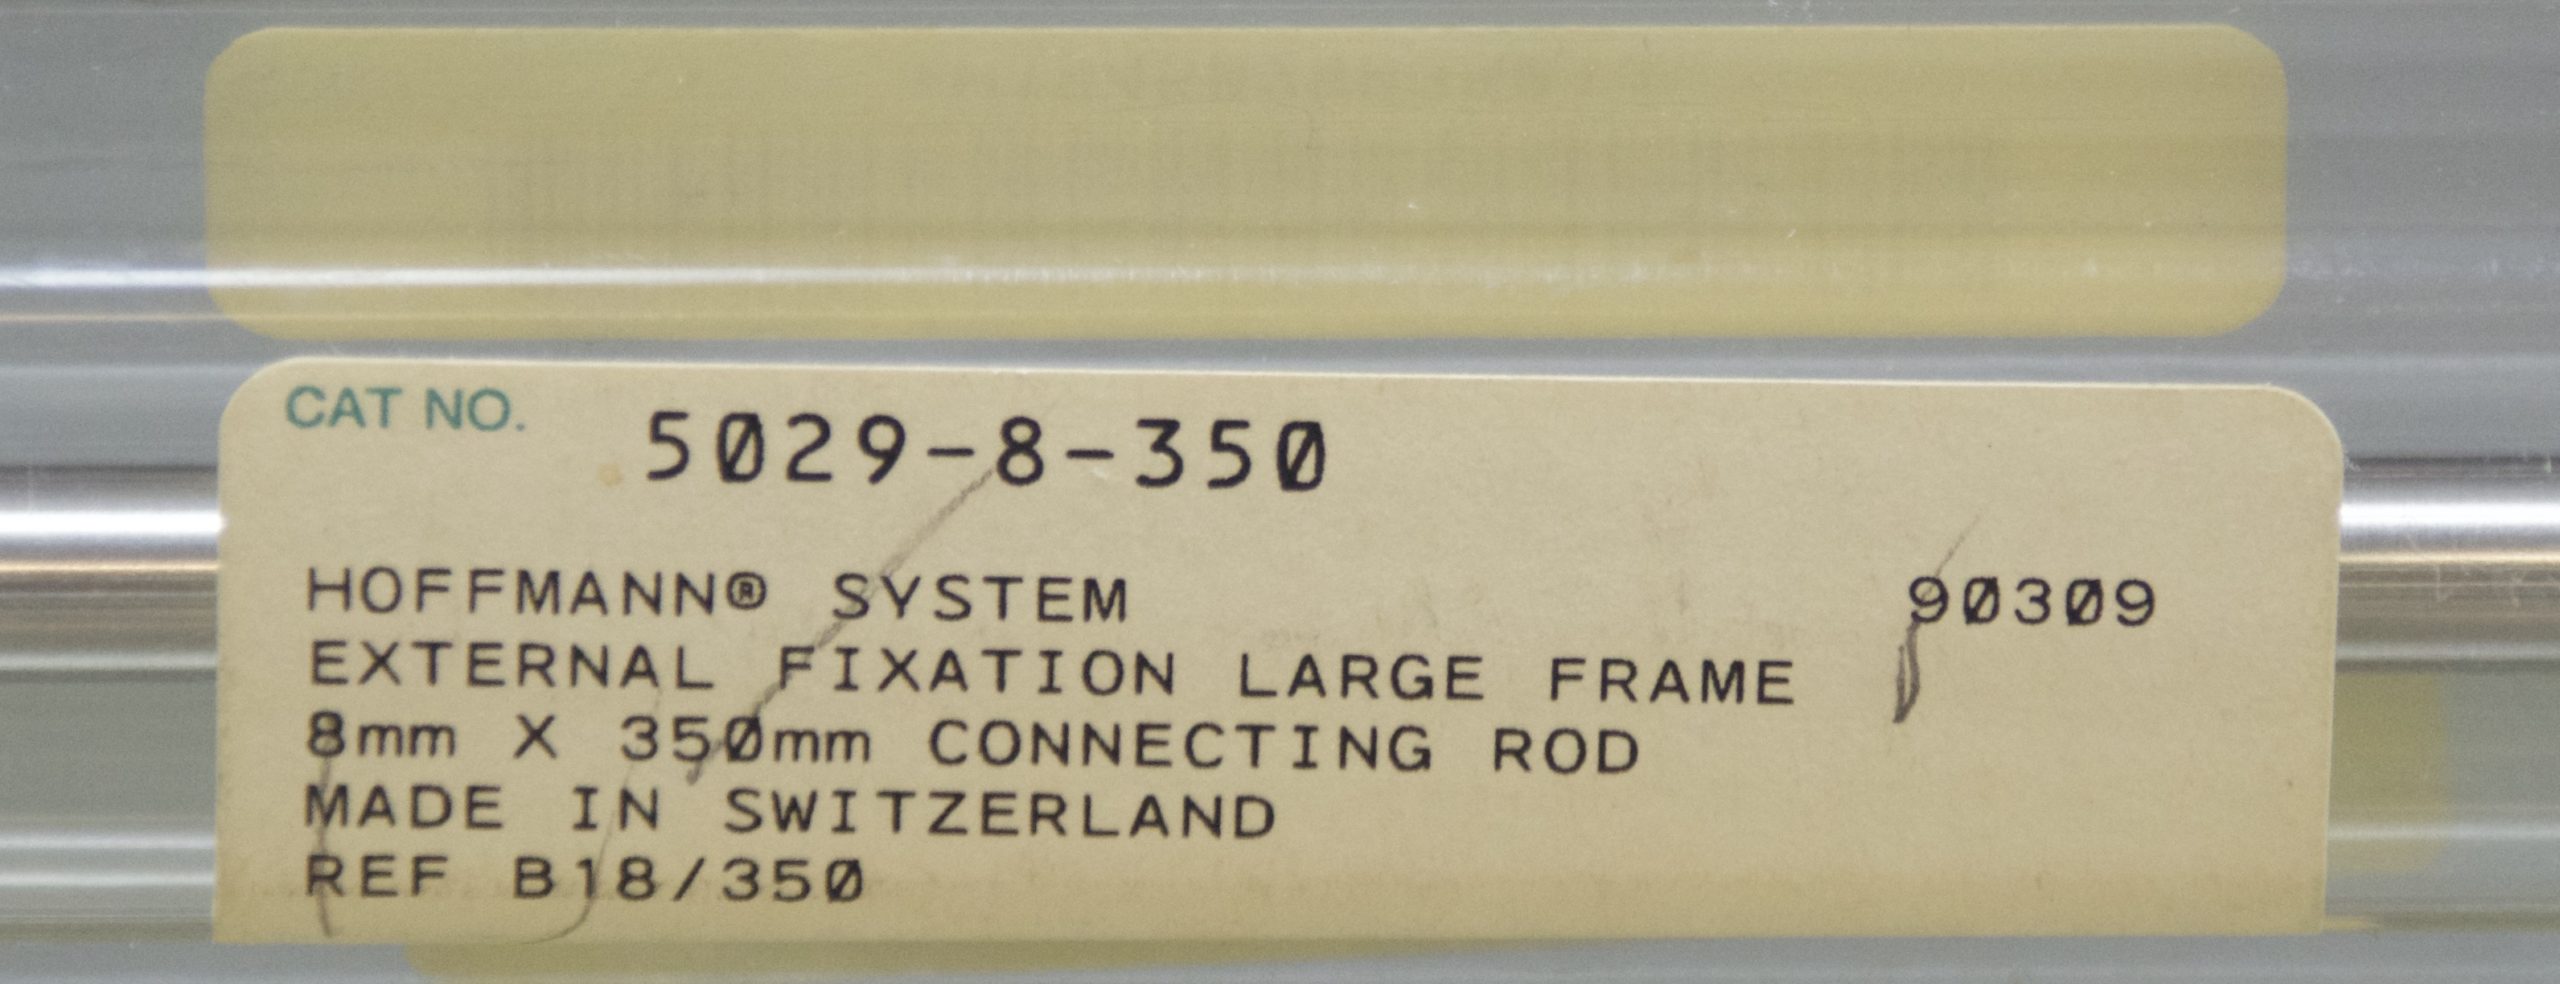 CAT NO. 5029-8-350
HOFFMANN® SYSTEM 90309
EXTERNAL FIXATION LARGE FRAME
8mm X 350mm CONNECTING ROD
MADE IN SWITZERLAND
REF B18/350